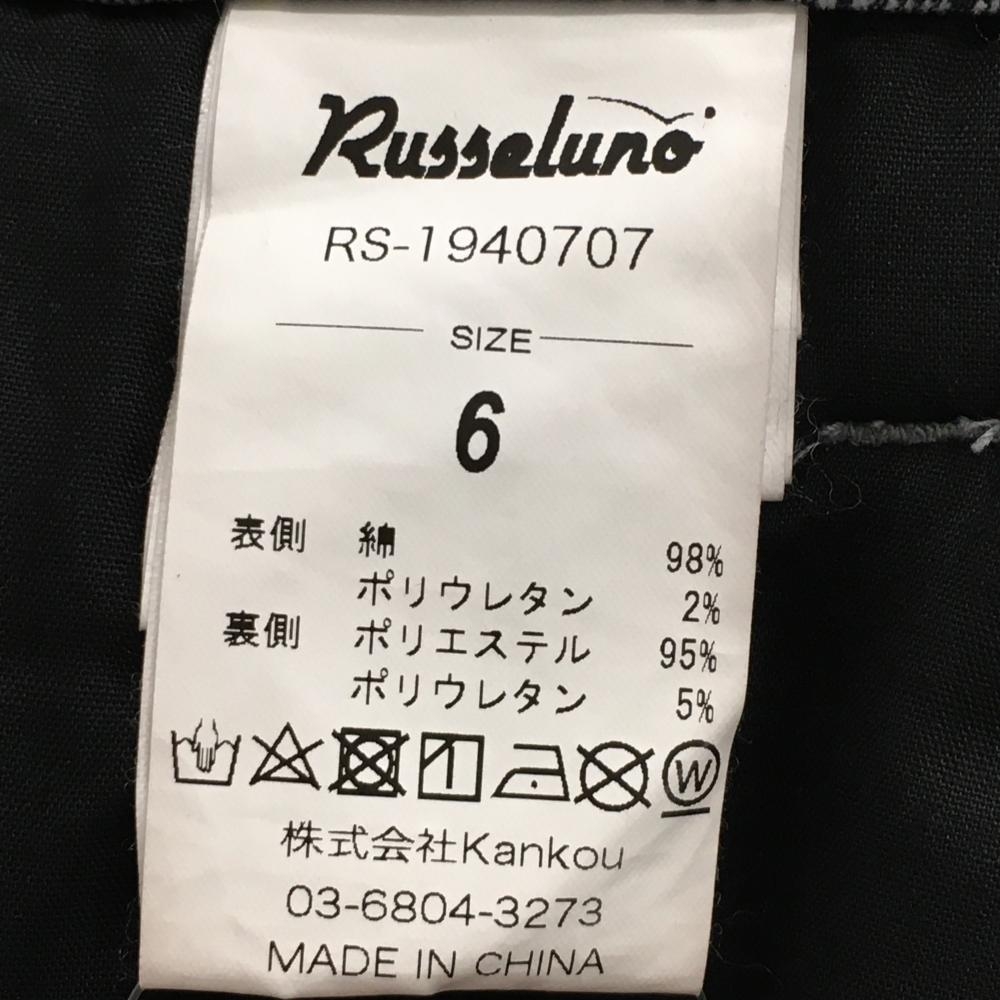 Russeluno
RS-1940707
SIZE
6
表側 綿 98%
ポリウレタン 2%
裏側 ポリエステル 95%
ポリウレタン 5%
W
株式会社Kankou
03-6804-3273
MADE IN CHINA